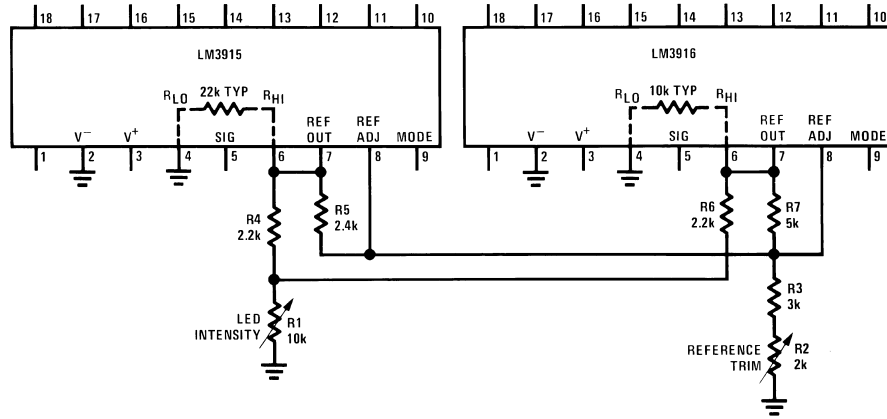 18 17 16 15 14 13 12 11 10 18 17 16 15 14 13 12 11 10
LM3915 LM3916
22k TYP 10k TYP
RLO RHI RLO RHI
REF OUT REF ADJ REF OUT REF ADJ
V− V+ SIG MODE V− V+ SIG MODE
1 2 3 4 5 6 7 8 9 1 2 3 4 5 6 7 8 9
R4 2.2k
R5 2.4k
R6 2.2k
R7 5k
R3 3k
LED INTENSITY
R1 10k
REFERENCE TRIM
R2 2k